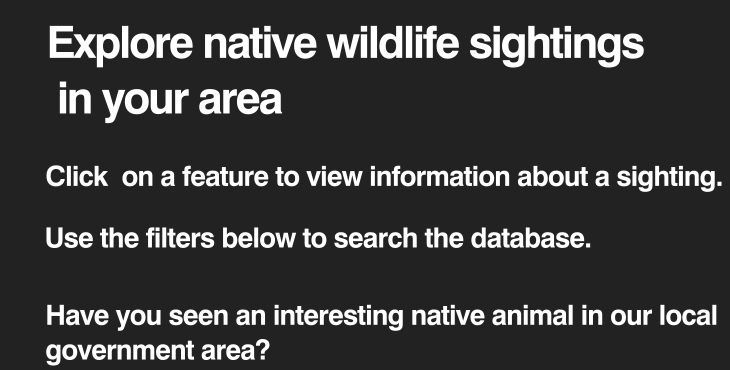 Explore native wildlife sightings
in your area
Click on a feature to view information about a sighting.
Use the filters below to search the database.
Have you seen an interesting native animal in our local
government area?